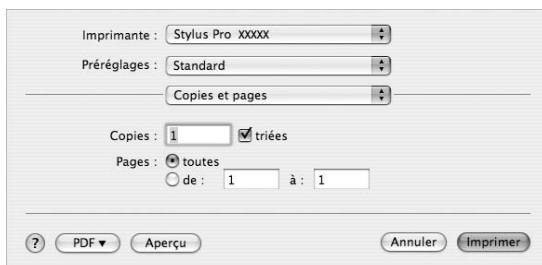 Imprimante : Stylus Pro XXXXX
Préréglages : Standard
Copies et pages
Copies : 1 triées
Pages : toutes
de : 1 à : 1
? PDF Aperçu Annuler Imprimer